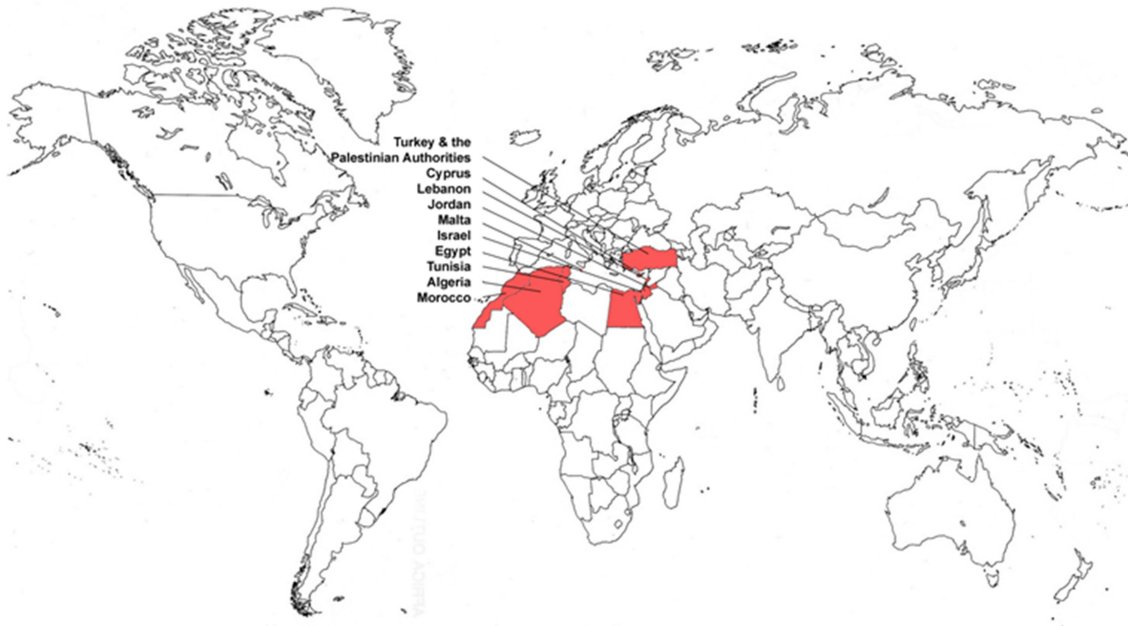 Turkey & the
Palestinian Authorities
Cyprus
Lebanon
Jordan
Malta
Israel
Egypt
Tunisia
Algeria
Morocco